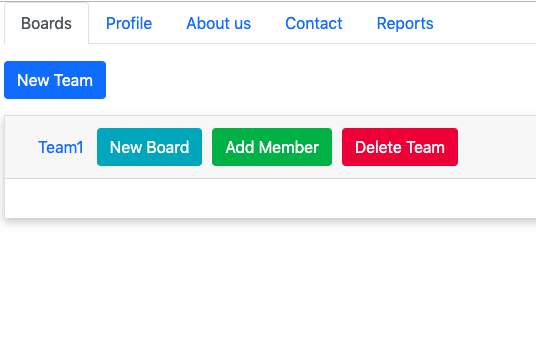 Boards Profile About us Contact Reports
New Team
Team1 New Board Add Member Delete Team